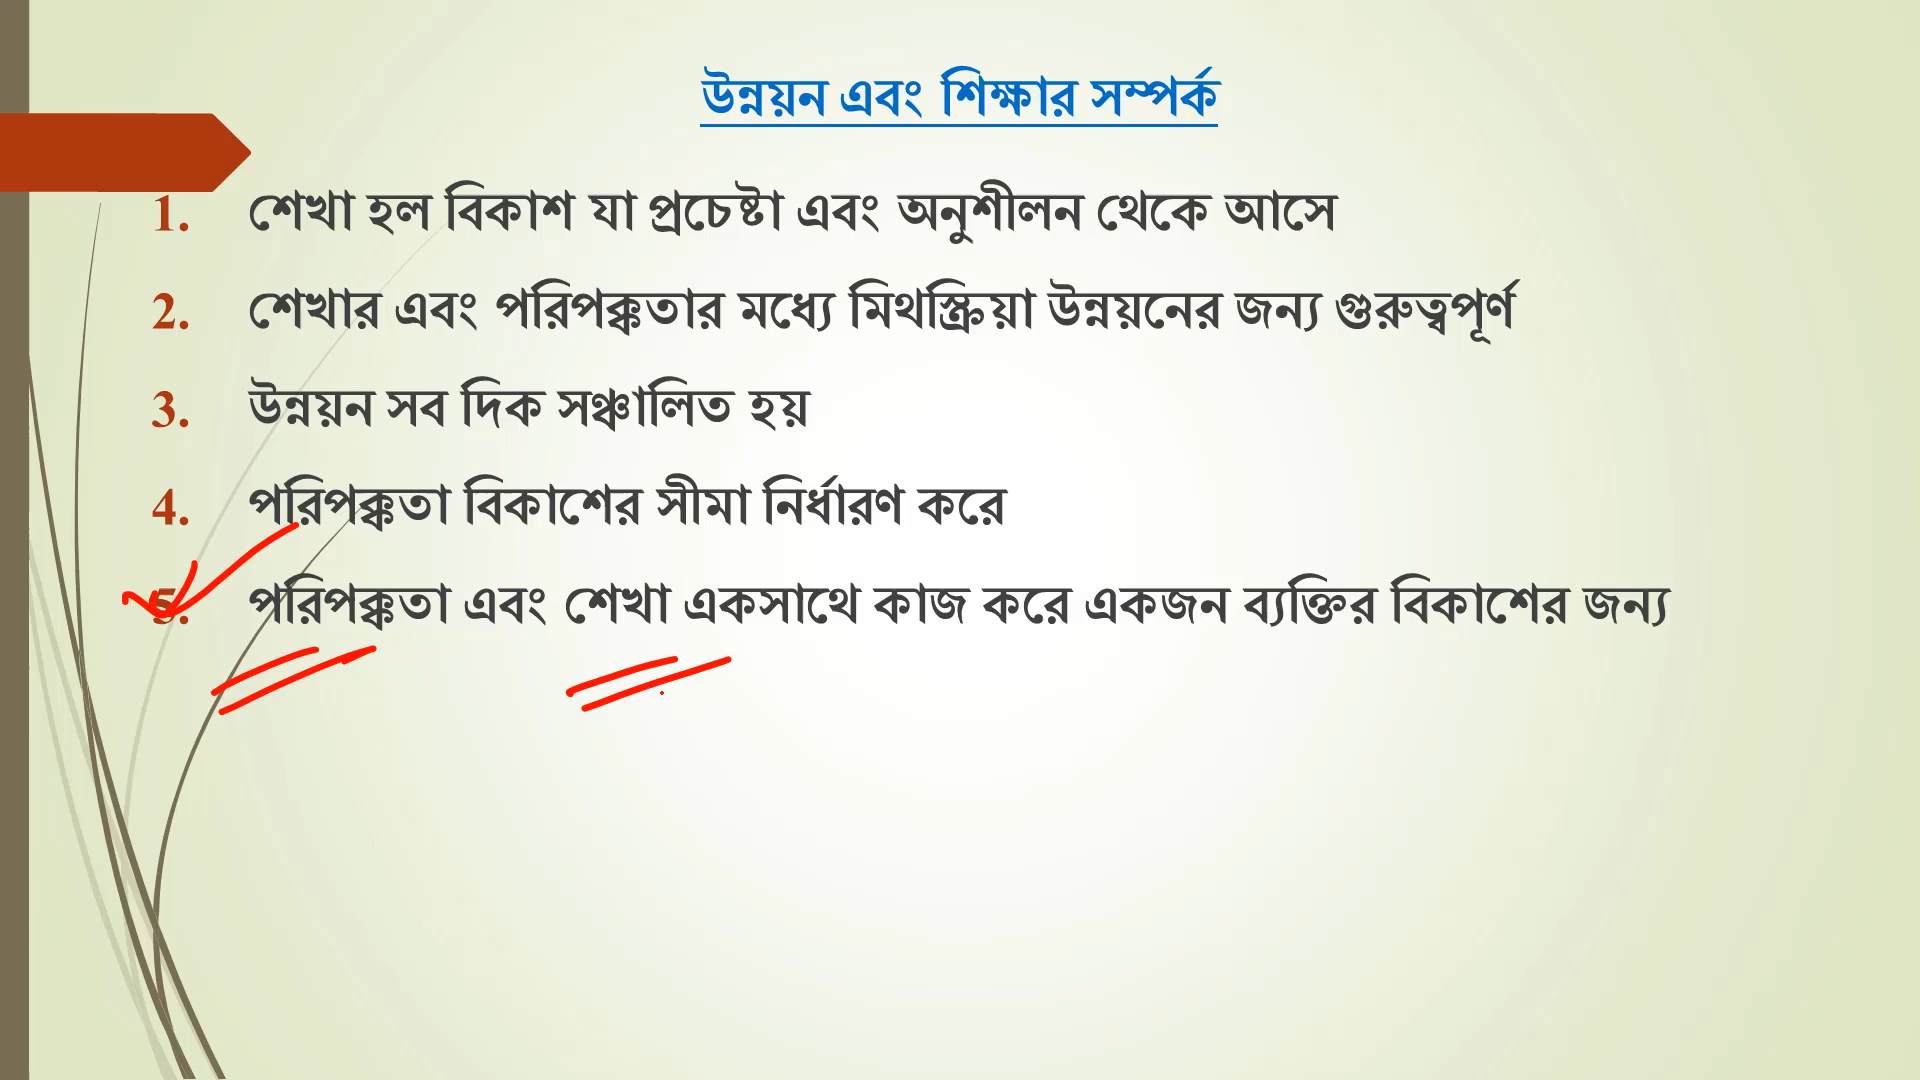 উন্নয়ন এবং শিক্ষার সম্পর্ক
1. শেখা হল বিকাশ যা প্রচেষ্টা এবং অনুশীলন থেকে আসে
2. শেখার এবং পরিপক্কতার মধ্যে মিথস্ক্রিয়া উন্নয়নের জন্য গুরুত্বপূর্ণ
3. উন্নয়ন সব দিক সঞ্চালিত হয়
4. পরিপক্কতা বিকাশের সীমা নির্ধারণ করে
5. পরিপক্কতা এবং শেখা একসাথে কাজ করে একজন ব্যক্তির বিকাশের জন্য